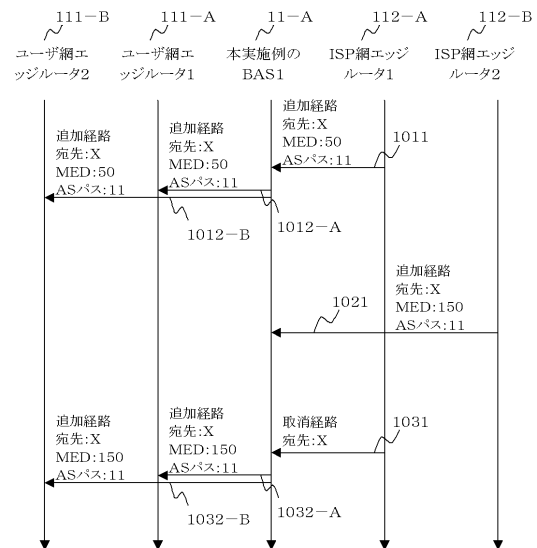 111-B
111-A
11-A
112-A
112-B
ユーザ網エ
ッジルータ2
ユーザ網エ
ッジルータ1
本実施例の
BAS1
ISP網エッジ
ルータ1
ISP網エッジ
ルータ2
追加経路
宛先:X
MED:50
ASパス:11
1011
追加経路
宛先:X
MED:50
ASパス:11
追加経路
宛先:X
MED:50
ASパス:11
1012-A
1012-B
追加経路
宛先:X
MED:150
ASパス:11
1021
取消経路
宛先:X
1031
追加経路
宛先:X
MED:150
ASパス:11
追加経路
宛先:X
MED:150
ASパス:11
1032-A
1032-B